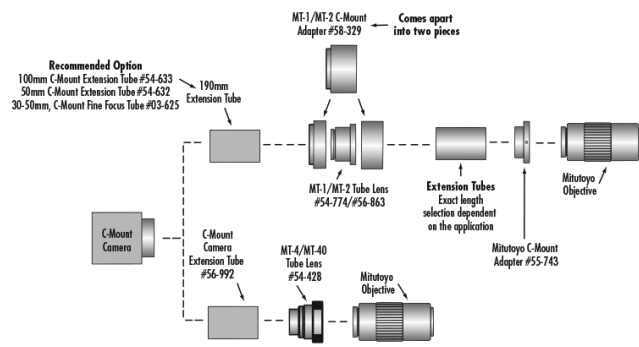 MT-1/MT-2 C-Mount
Adapter #58-329
Comes apart
into two pieces
Recommended Option
100mm C-Mount Extension Tube #54-633
50mm C-Mount Extension Tube #54-632
30-50mm, C-Mount Fine Focus Tube #03-625
190mm
Extension Tube
MT-1/MT-2 Tube Lens
#54-774/#56-863
Extension Tubes
Exact length
selection dependent
on the application
Mitutoyo
Objective
Mitutoyo C-Mount
Adapter #55-743
C-Mount
Camera
C-Mount
Camera
Extension Tube
#56-992
MT-4/MT-40
Tube Lens
#54-428
Mitutoyo
Objective